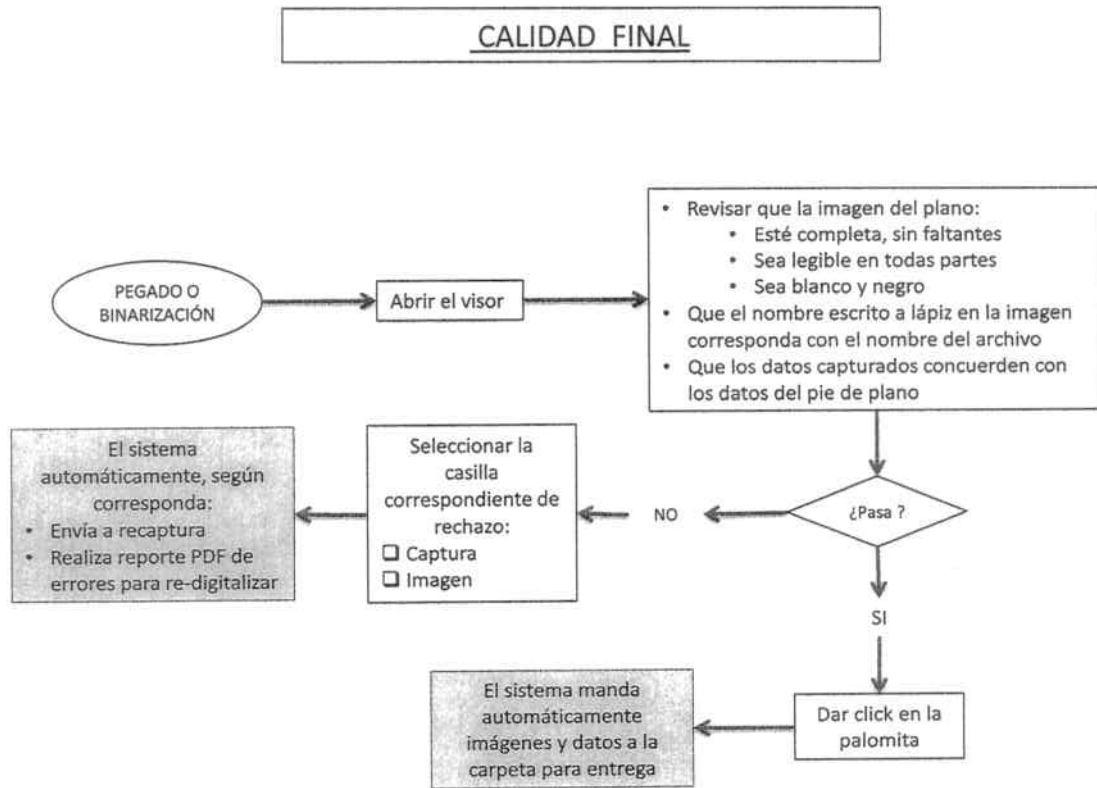 CALIDAD FINAL
PEGADO O
BINARIZACIÓN
Abrir el visor
• Revisar que la imagen del plano:
• Esté completa, sin faltantes
• Sea legible en todas partes
• Sea blanco y negro
• Que el nombre escrito a lápiz en la imagen
corresponda con el nombre del archivo
• Que los datos capturados concuerden con
los datos del pie de plano
¿Pasa ?
NO
Seleccionar la
casilla
correspondiente de
rechazo:
❑ Captura
❑ Imagen
El sistema
automáticamente, según
corresponda:
• Envía a recaptura
• Realiza reporte PDF de
errores para re-digitalizar
SI
Dar click en la
palomita
El sistema manda
automáticamente
imágenes y datos a la
carpeta para entrega